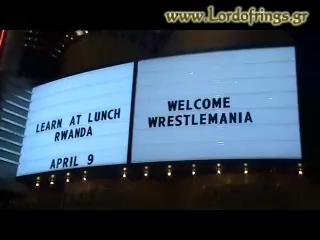 www.Lordofrings.gr
LEARN AT LUNCH
RWANDA
APRIL 9
WELCOME
WRESTLEMANIA